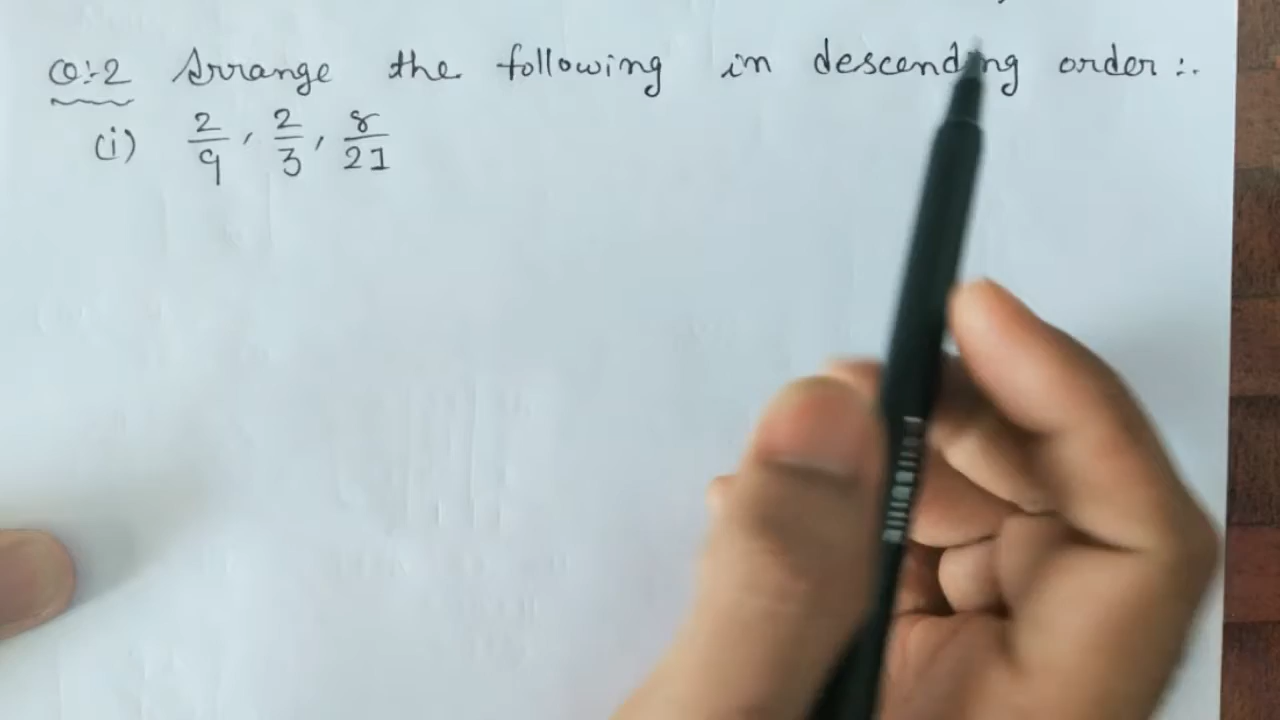 Q:-2 Arrange the following in descending order :.
(i) 2/9, 2/3, 8/21